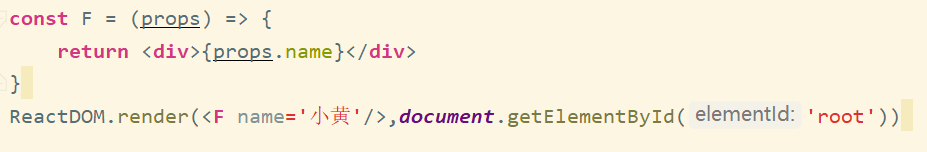 const F = (props) => {
    return <div>{props.name}</div>
}
ReactDOM.render(<F name='小黄'/>,document.getElementById( elementId: 'root'))